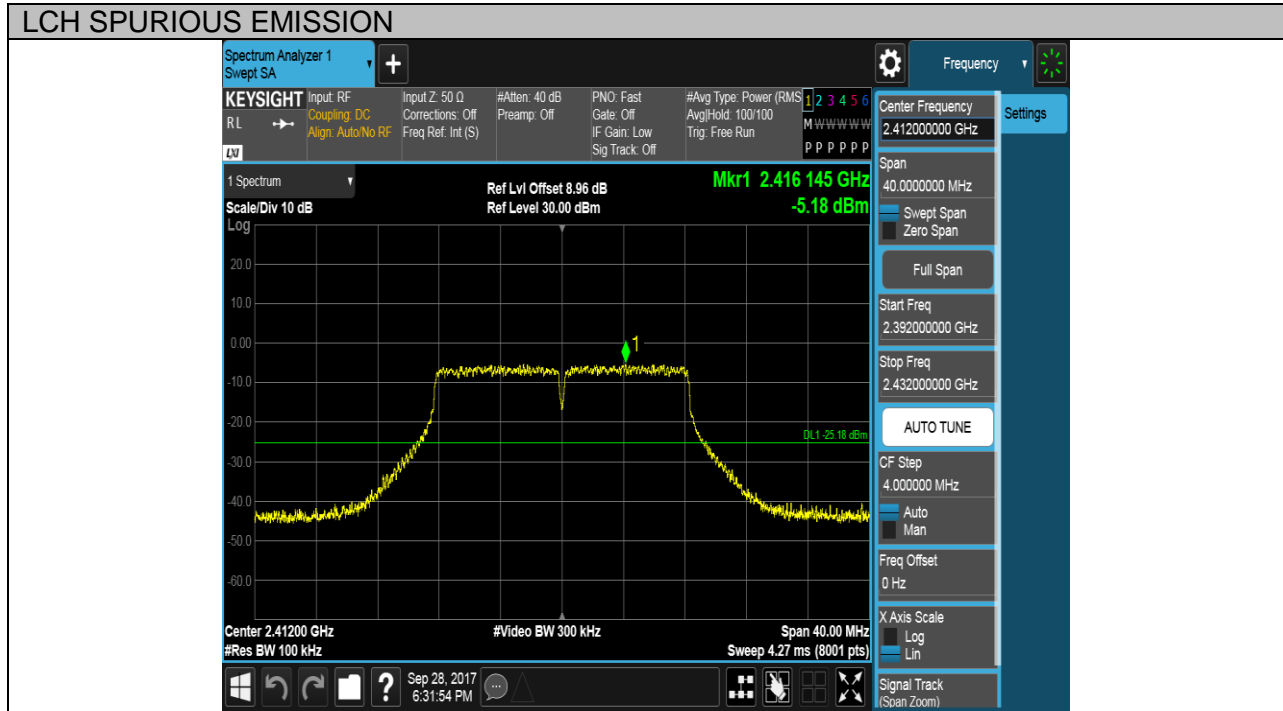 LCH SPURIOUS EMISSION
Spectrum Analyzer 1
Swept SA
+
Frequency
KEYSIGHT
RL
LXI
Input: RF
Coupling: DC
Align: Auto/No RF
Input Z: 50 Ω
Corrections: Off
Freq Ref: Int (S)
#Atten: 40 dB
Preamp: Off
PNO: Fast
Gate: Off
IF Gain: Low
Sig Track: Off
#Avg Type: Power (RMS
Avg|Hold: 100/100
Trig: Free Run
1 2 3 4 5 6
M W W W W W
P P P P P P
1 Spectrum
Scale/Div 10 dB
Log
Ref Lvl Offset 8.96 dB
Ref Level 30.00 dBm
Mkr1 2.416 145 GHz
-5.18 dBm
20.0
10.0
0.00
-10.0
-20.0
-30.0
-40.0
-50.0
-60.0
1
DL1 -25.18 dBm
Center 2.41200 GHz
#Res BW 100 kHz
#Video BW 300 kHz
Span 40.00 MHz
Sweep 4.27 ms (8001 pts)
Center Frequency
2.412000000 GHz
Settings
Span
40.0000000 MHz
Swept Span
Zero Span
Full Span
Start Freq
2.392000000 GHz
Stop Freq
2.432000000 GHz
AUTO TUNE
CF Step
4.000000 MHz
Auto
Man
Freq Offset
0 Hz
X Axis Scale
Log
Lin
Signal Track
(Span Zoom)
?
Sep 28, 2017
6:31:54 PM